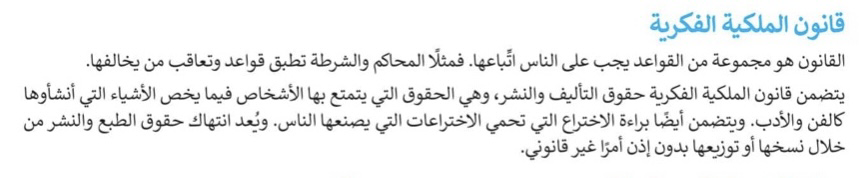 قانون الملكية الفكرية
القانون هو مجموعة من القواعد يجب على الناس اتِّباعها. فمثلًا المحاكم والشرطة تطبق قواعد وتعاقب من يخالفها.
يتضمن قانون الملكية الفكرية حقوق التأليف والنشر، وهي الحقوق التي يتمتع بها الأشخاص فيما يخص الأشياء التي أنشأوها
كالفن والأدب. ويتضمن أيضًا براءة الاختراع التي تحمي الاختراعات التي يصنعها الناس. ويُعد انتهاك حقوق الطبع والنشر من
خلال نسخها أو توزيعها بدون إذن أمرًا غير قانوني.